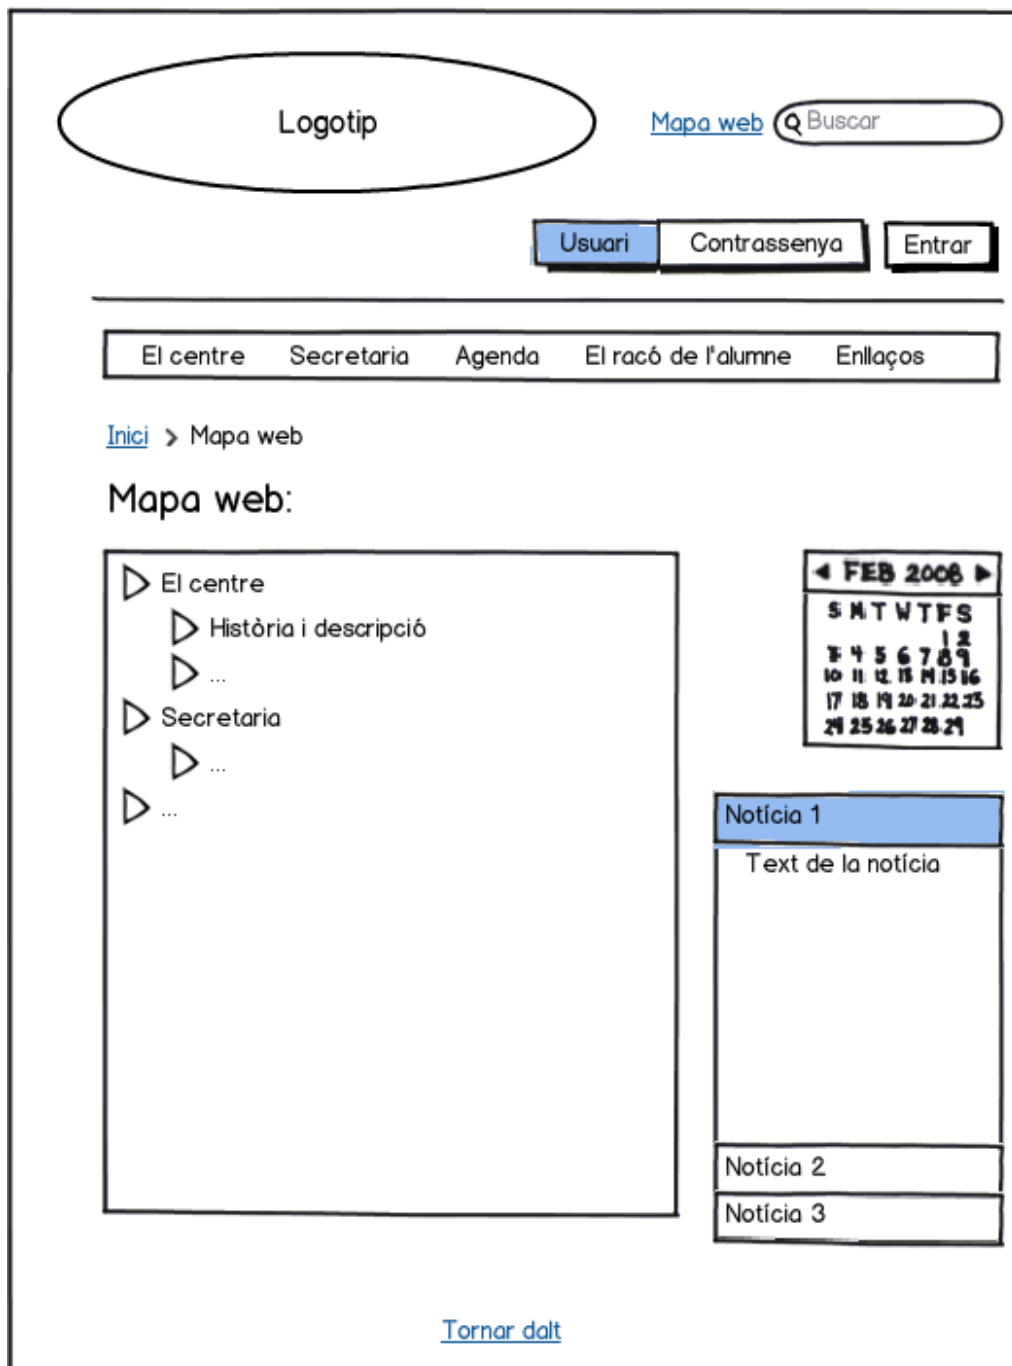 Logotip
Mapa web
Buscar
Usuari
Contrassenya
Entrar
El centre
Secretaria
Agenda
El racó de l'alumne
Enllaços
Inici > Mapa web
Mapa web:
El centre
Història i descripció
...
Secretaria
...
...
FEB 2008
S M T W T F S
1 2
3 4 5 6 7 8 9
10 11 12 13 14 15 16
17 18 19 20 21 22 23
24 25 26 27 28 29
Notícia 1
Text de la notícia
Notícia 2
Notícia 3
Tornar dalt